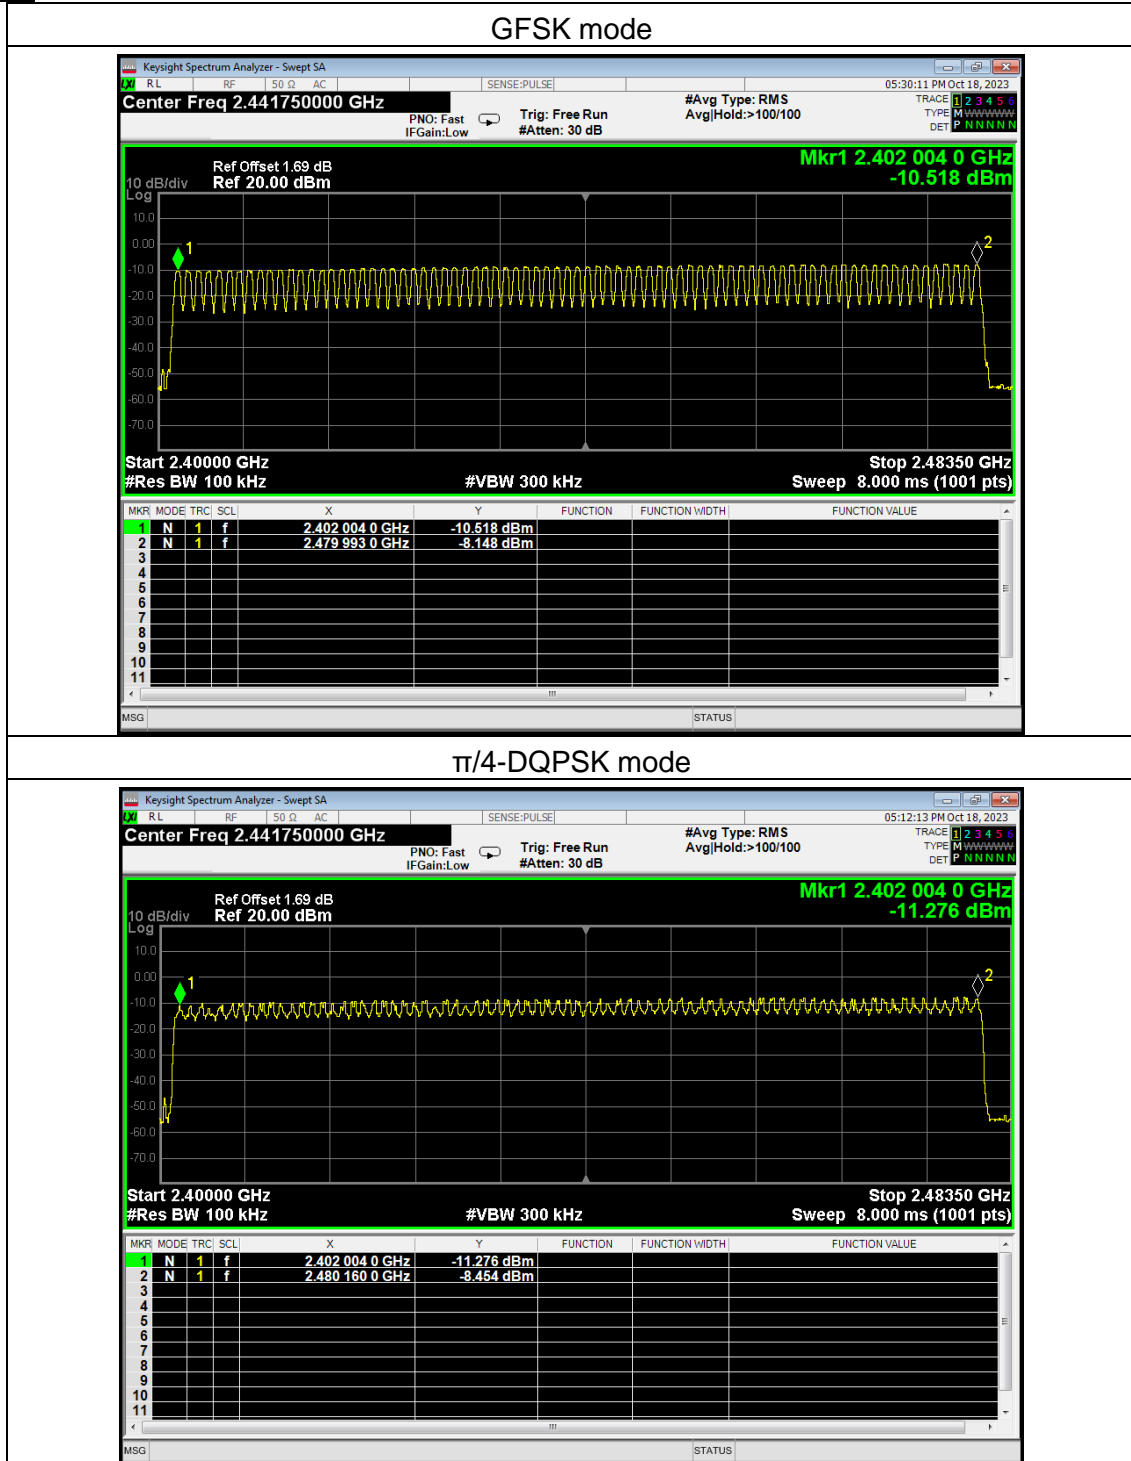 GFSK mode
Keysight Spectrum Analyzer - Swept SA
LXI RL RF 50 Ω AC SENSE:PULSE 05:30:11 PM Oct 18, 2023
Center Freq 2.441750000 GHz #Avg Type: RMS TRACE 1 2 3 4 5 6
PNO: Fast Trig: Free Run Avg|Hold:>100/100 TYPE M WWWWW
IFGain:Low #Atten: 30 dB DET P N N N N N
Mkr1 2.402 004 0 GHz
Ref Offset 1.69 dB
10 dB/div Ref 20.00 dBm -10.518 dBm
Log
10.0
0.00
1
2
-10.0
-20.0
-30.0
-40.0
-50.0
-60.0
-70.0
Start 2.40000 GHz Stop 2.48350 GHz
#Res BW 100 kHz #VBW 300 kHz Sweep 8.000 ms (1001 pts)
MKR MODE TRC SCL X Y FUNCTION FUNCTION WIDTH FUNCTION VALUE
1 N 1 f 2.402 004 0 GHz -10.518 dBm
2 N 1 f 2.479 993 0 GHz -8.148 dBm
3
4
5
6
7
8
9
10
11
MSG STATUS
π/4-DQPSK mode
Keysight Spectrum Analyzer - Swept SA
LXI RL RF 50 Ω AC SENSE:PULSE 05:12:13 PM Oct 18, 2023
Center Freq 2.441750000 GHz #Avg Type: RMS TRACE 1 2 3 4 5 6
PNO: Fast Trig: Free Run Avg|Hold:>100/100 TYPE M WWWWW
IFGain:Low #Atten: 30 dB DET P N N N N N
Mkr1 2.402 004 0 GHz
Ref Offset 1.69 dB
10 dB/div Ref 20.00 dBm -11.276 dBm
Log
10.0
0.00
1
2
-10.0
-20.0
-30.0
-40.0
-50.0
-60.0
-70.0
Start 2.40000 GHz Stop 2.48350 GHz
#Res BW 100 kHz #VBW 300 kHz Sweep 8.000 ms (1001 pts)
MKR MODE TRC SCL X Y FUNCTION FUNCTION WIDTH FUNCTION VALUE
1 N 1 f 2.402 004 0 GHz -11.276 dBm
2 N 1 f 2.480 160 0 GHz -8.454 dBm
3
4
5
6
7
8
9
10
11
MSG STATUS